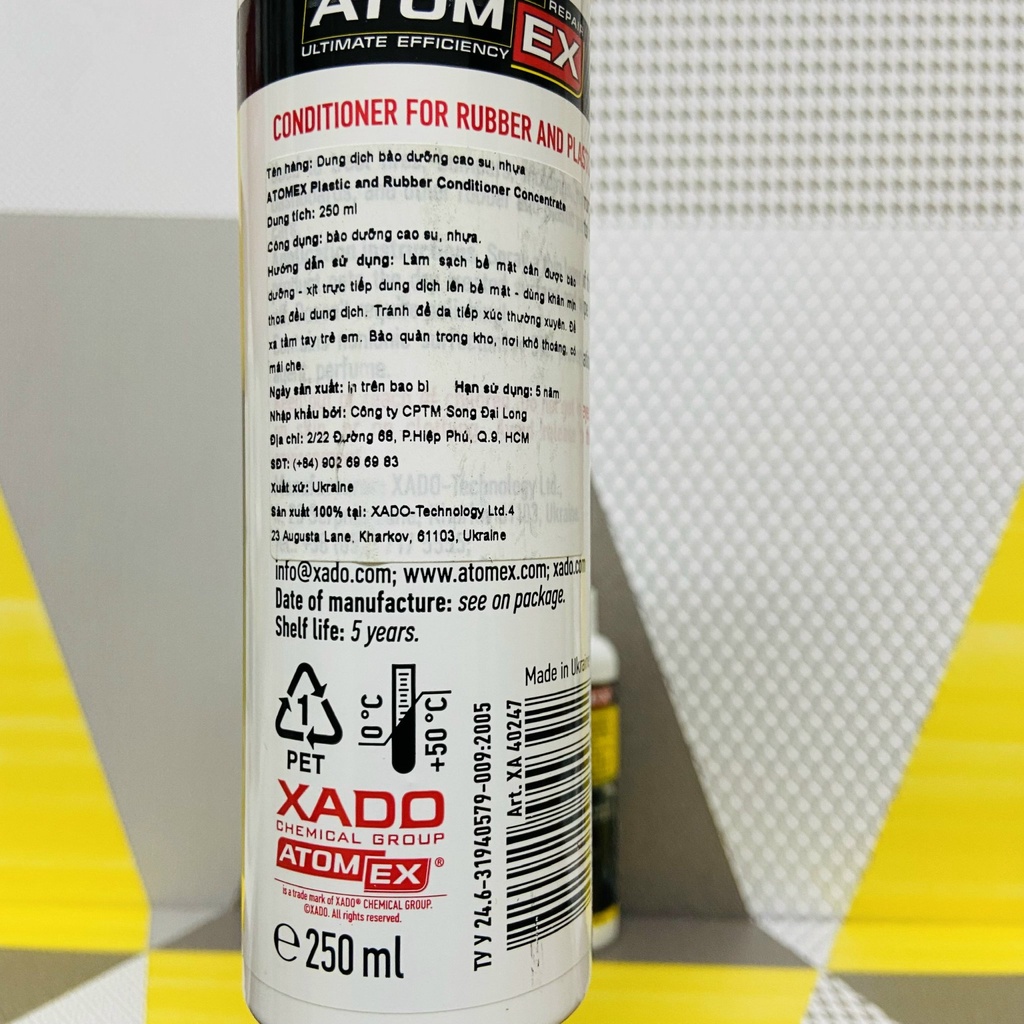 ATOM EX
REPAIR
ULTIMATE EFFICIENCY
CONDITIONER FOR RUBBER AND PLAST
Tên hàng: Dung dịch bảo dưỡng cao su, nhựa
ATOMEX Plastic and Rubber Conditioner Concentrate
Dung tích: 250 ml
Công dụng: bảo dưỡng cao su, nhựa.
Hướng dẫn sử dụng: Làm sạch bề mặt cần được bảo
dưỡng - xịt trực tiếp dung dịch lên bề mặt - dùng khăn mịn
thoa đều dung dịch. Tránh để da tiếp xúc thường xuyên. Để
xa tầm tay trẻ em. Bảo quản trong kho, nơi khô thoáng, có
mái che.
perfume.
Ngày sản xuất: in trên bao bì Hạn sử dụng: 5 năm
Nhập khẩu bởi: Công ty CPTM Song Đại Long
Địa chỉ: 2/22 Đường 68, P.Hiệp Phú, Q.9, HCM
SĐT: (+84) 902 69 69 83
Xuất xứ: Ukraine
XADO-Technology Ltd.,
Sản xuất 100% tại: XADO-Technology Ltd.4
23 Augusta Lane, Kharkov, 61103, Ukraine
info@xado.com; www.atomex.com; xado.com
Date of manufacture: see on package.
Shelf life: 5 years.
Made in Ukraine
1
PET
0°C
+50°C
XADO
CHEMICAL GROUP
ATOM EX ®
is a trade mark of XADO® CHEMICAL GROUP.
©XADO. All rights reserved.
℮ 250 ml
ТУ У 24.6-31940579-009:2005
Art. XA 40247